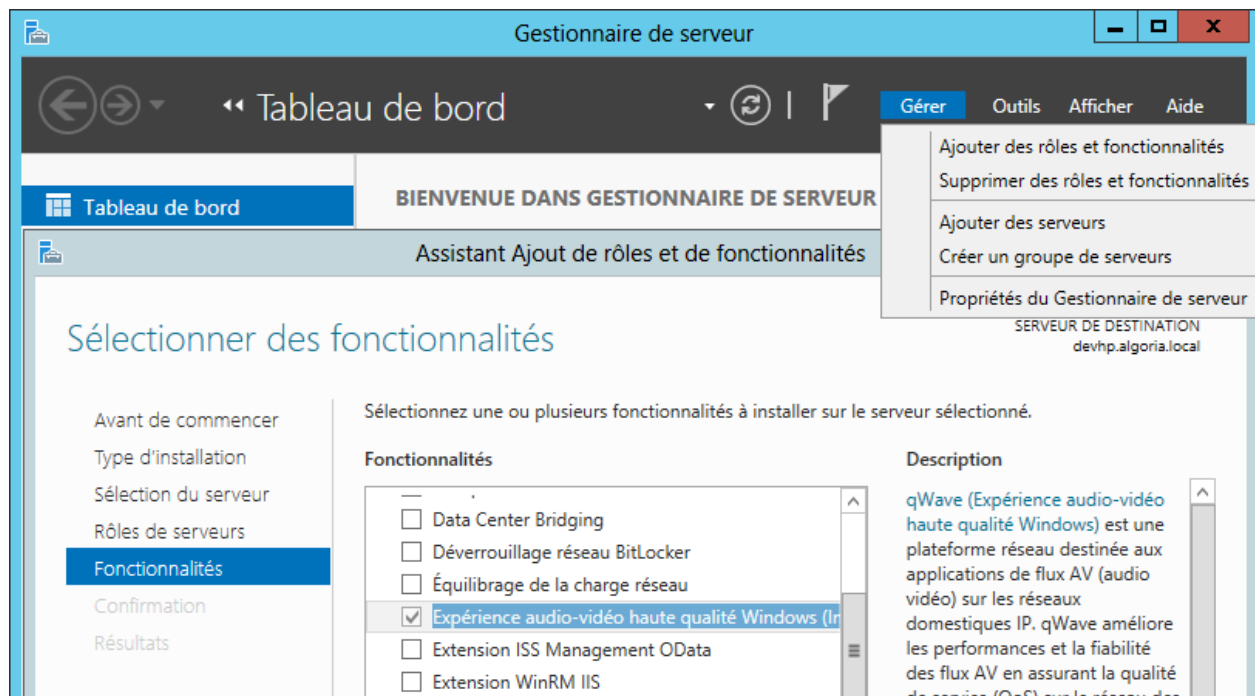 Gestionnaire de serveur
Tableau de bord
Gérer
Outils
Afficher
Aide
Ajouter des rôles et fonctionnalités
Supprimer des rôles et fonctionnalités
Ajouter des serveurs
Créer un groupe de serveurs
Propriétés du Gestionnaire de serveur
Tableau de bord
BIENVENUE DANS GESTIONNAIRE DE SERVEUR
Assistant Ajout de rôles et de fonctionnalités
Sélectionner des fonctionnalités
SERVEUR DE DESTINATION
devhp.algoria.local
Avant de commencer
Type d'installation
Sélection du serveur
Rôles de serveurs
Fonctionnalités
Confirmation
Résultats
Sélectionnez une ou plusieurs fonctionnalités à installer sur le serveur sélectionné.
Fonctionnalités
Data Center Bridging
Déverrouillage réseau BitLocker
Équilibrage de la charge réseau
Expérience audio-vidéo haute qualité Windows (In
Extension ISS Management OData
Extension WinRM IIS
Description
qWave (Expérience audio-vidéo
haute qualité Windows) est une
plateforme réseau destinée aux
applications de flux AV (audio
vidéo) sur les réseaux
domestiques IP. qWave améliore
les performances et la fiabilité
des flux AV en assurant la qualité
de service (QoS) sur le réseau des